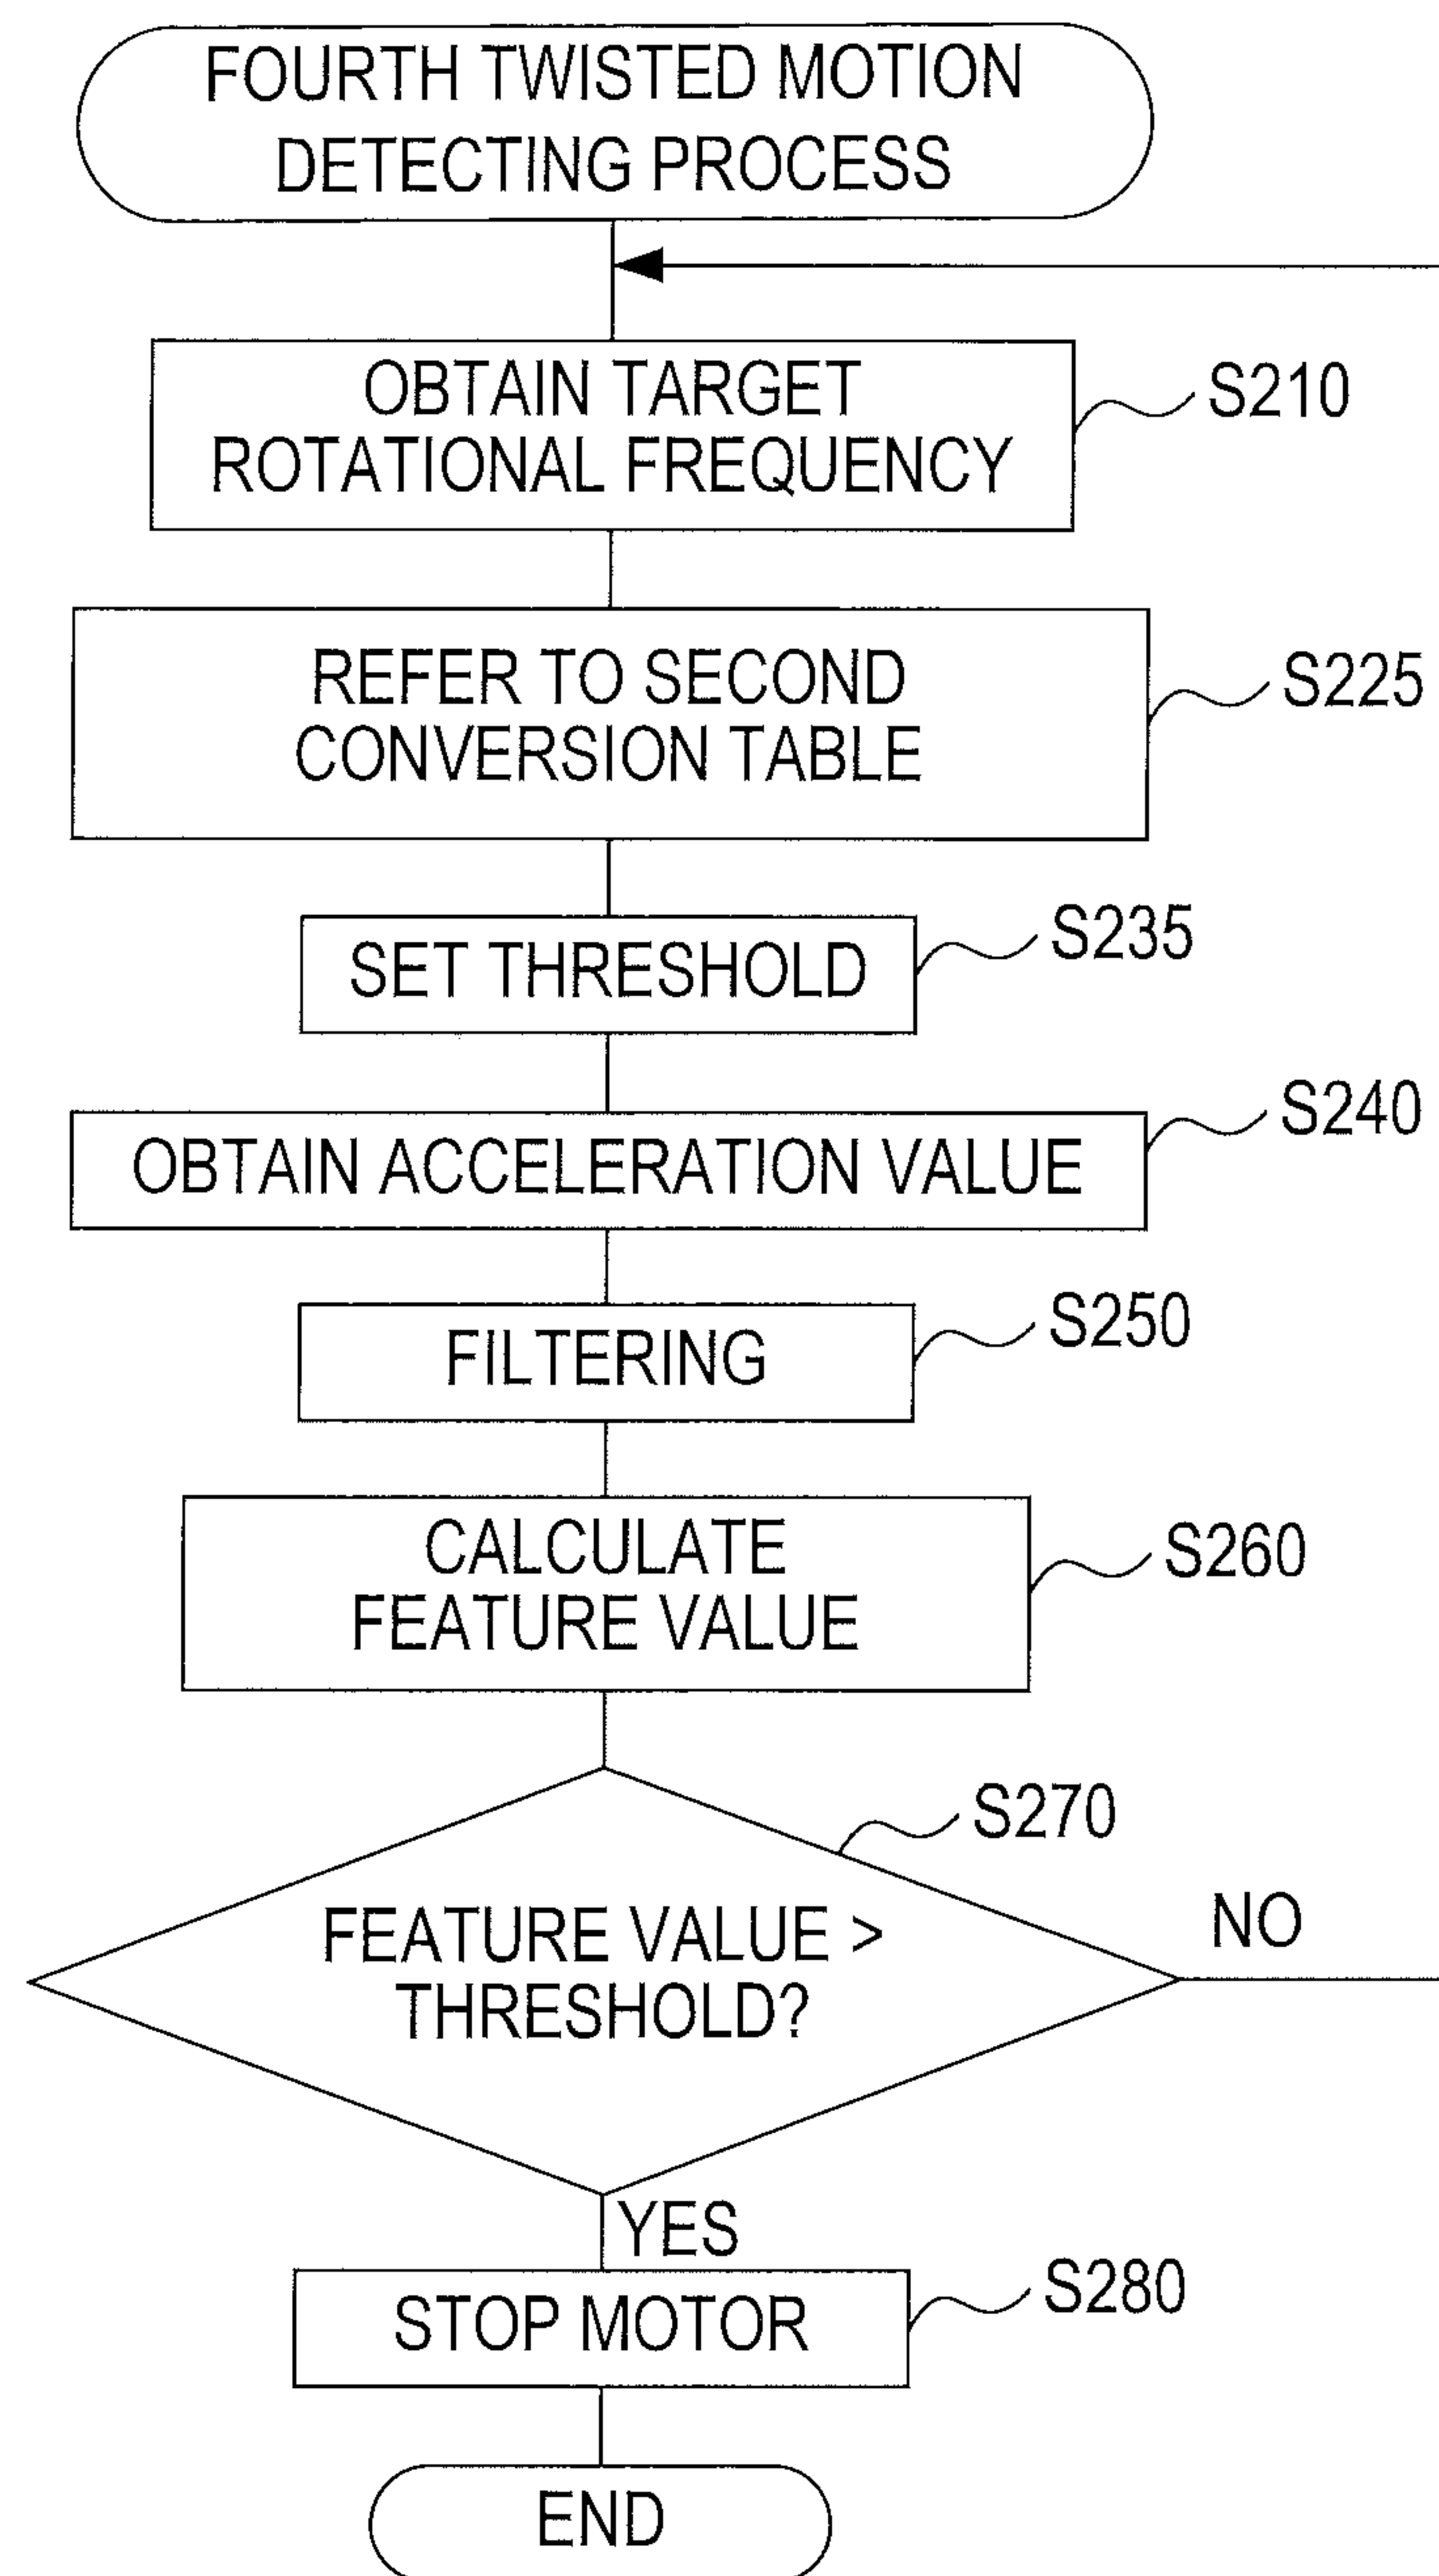 FOURTH TWISTED MOTION
DETECTING PROCESS
OBTAIN TARGET
ROTATIONAL FREQUENCY
S210
REFER TO SECOND
CONVERSION TABLE
S225
SET THRESHOLD
S235
OBTAIN ACCELERATION VALUE
S240
FILTERING
S250
CALCULATE
FEATURE VALUE
S260
S270
FEATURE VALUE >
THRESHOLD?
NO
YES
STOP MOTOR
S280
END